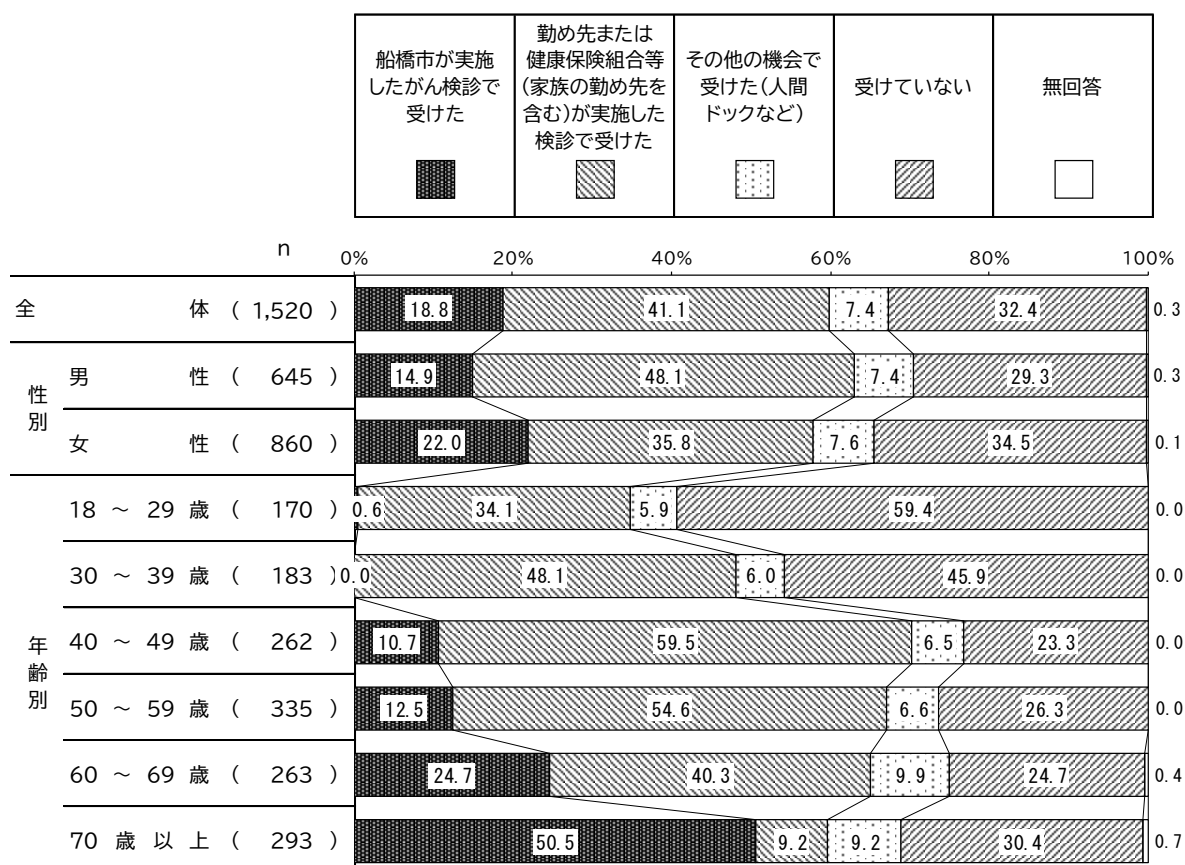 船橋市が実施
したがん検診で
受けた
勤め先または
健康保険組合等
(家族の勤め先を
含む)が実施した
検診で受けた
その他の機会で
受けた(人間
ドックなど)
受けていない
無回答
n
0% 20% 40% 60% 80% 100%
全 体 ( 1,520 ) 18.8 41.1 7.4 32.4 0.3
性別
男 性 ( 645 ) 14.9 48.1 7.4 29.3 0.3
女 性 ( 860 ) 22.0 35.8 7.6 34.5 0.1
年齢別
18 ~ 29 歳 ( 170 ) 0.6 34.1 5.9 59.4 0.0
30 ~ 39 歳 ( 183 ) 0.0 48.1 6.0 45.9 0.0
40 ~ 49 歳 ( 262 ) 10.7 59.5 6.5 23.3 0.0
50 ~ 59 歳 ( 335 ) 12.5 54.6 6.6 26.3 0.0
60 ~ 69 歳 ( 263 ) 24.7 40.3 9.9 24.7 0.4
70 歳 以 上 ( 293 ) 50.5 9.2 9.2 30.4 0.7